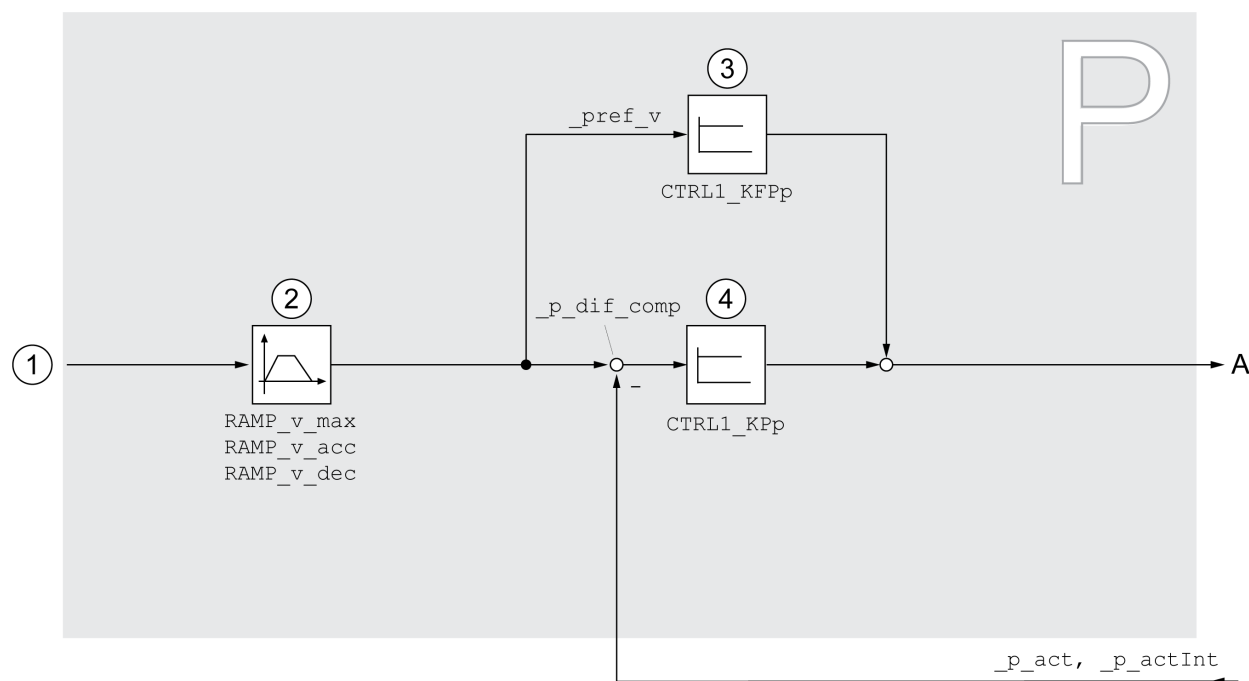 P
3
_pref_v
CTRL1_KFPp
2
_p_dif_comp
4
1
A
-
RAMP_v_max
RAMP_v_acc
RAMP_v_dec
CTRL1_KPp
_p_act, _p_actInt